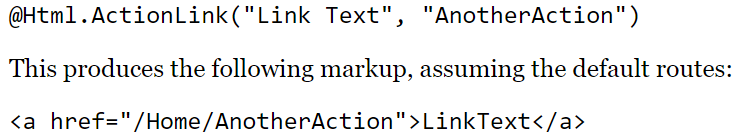 @Html.ActionLink("Link Text", "AnotherAction")
This produces the following markup, assuming the default routes:
<a href="/Home/AnotherAction">LinkText</a>